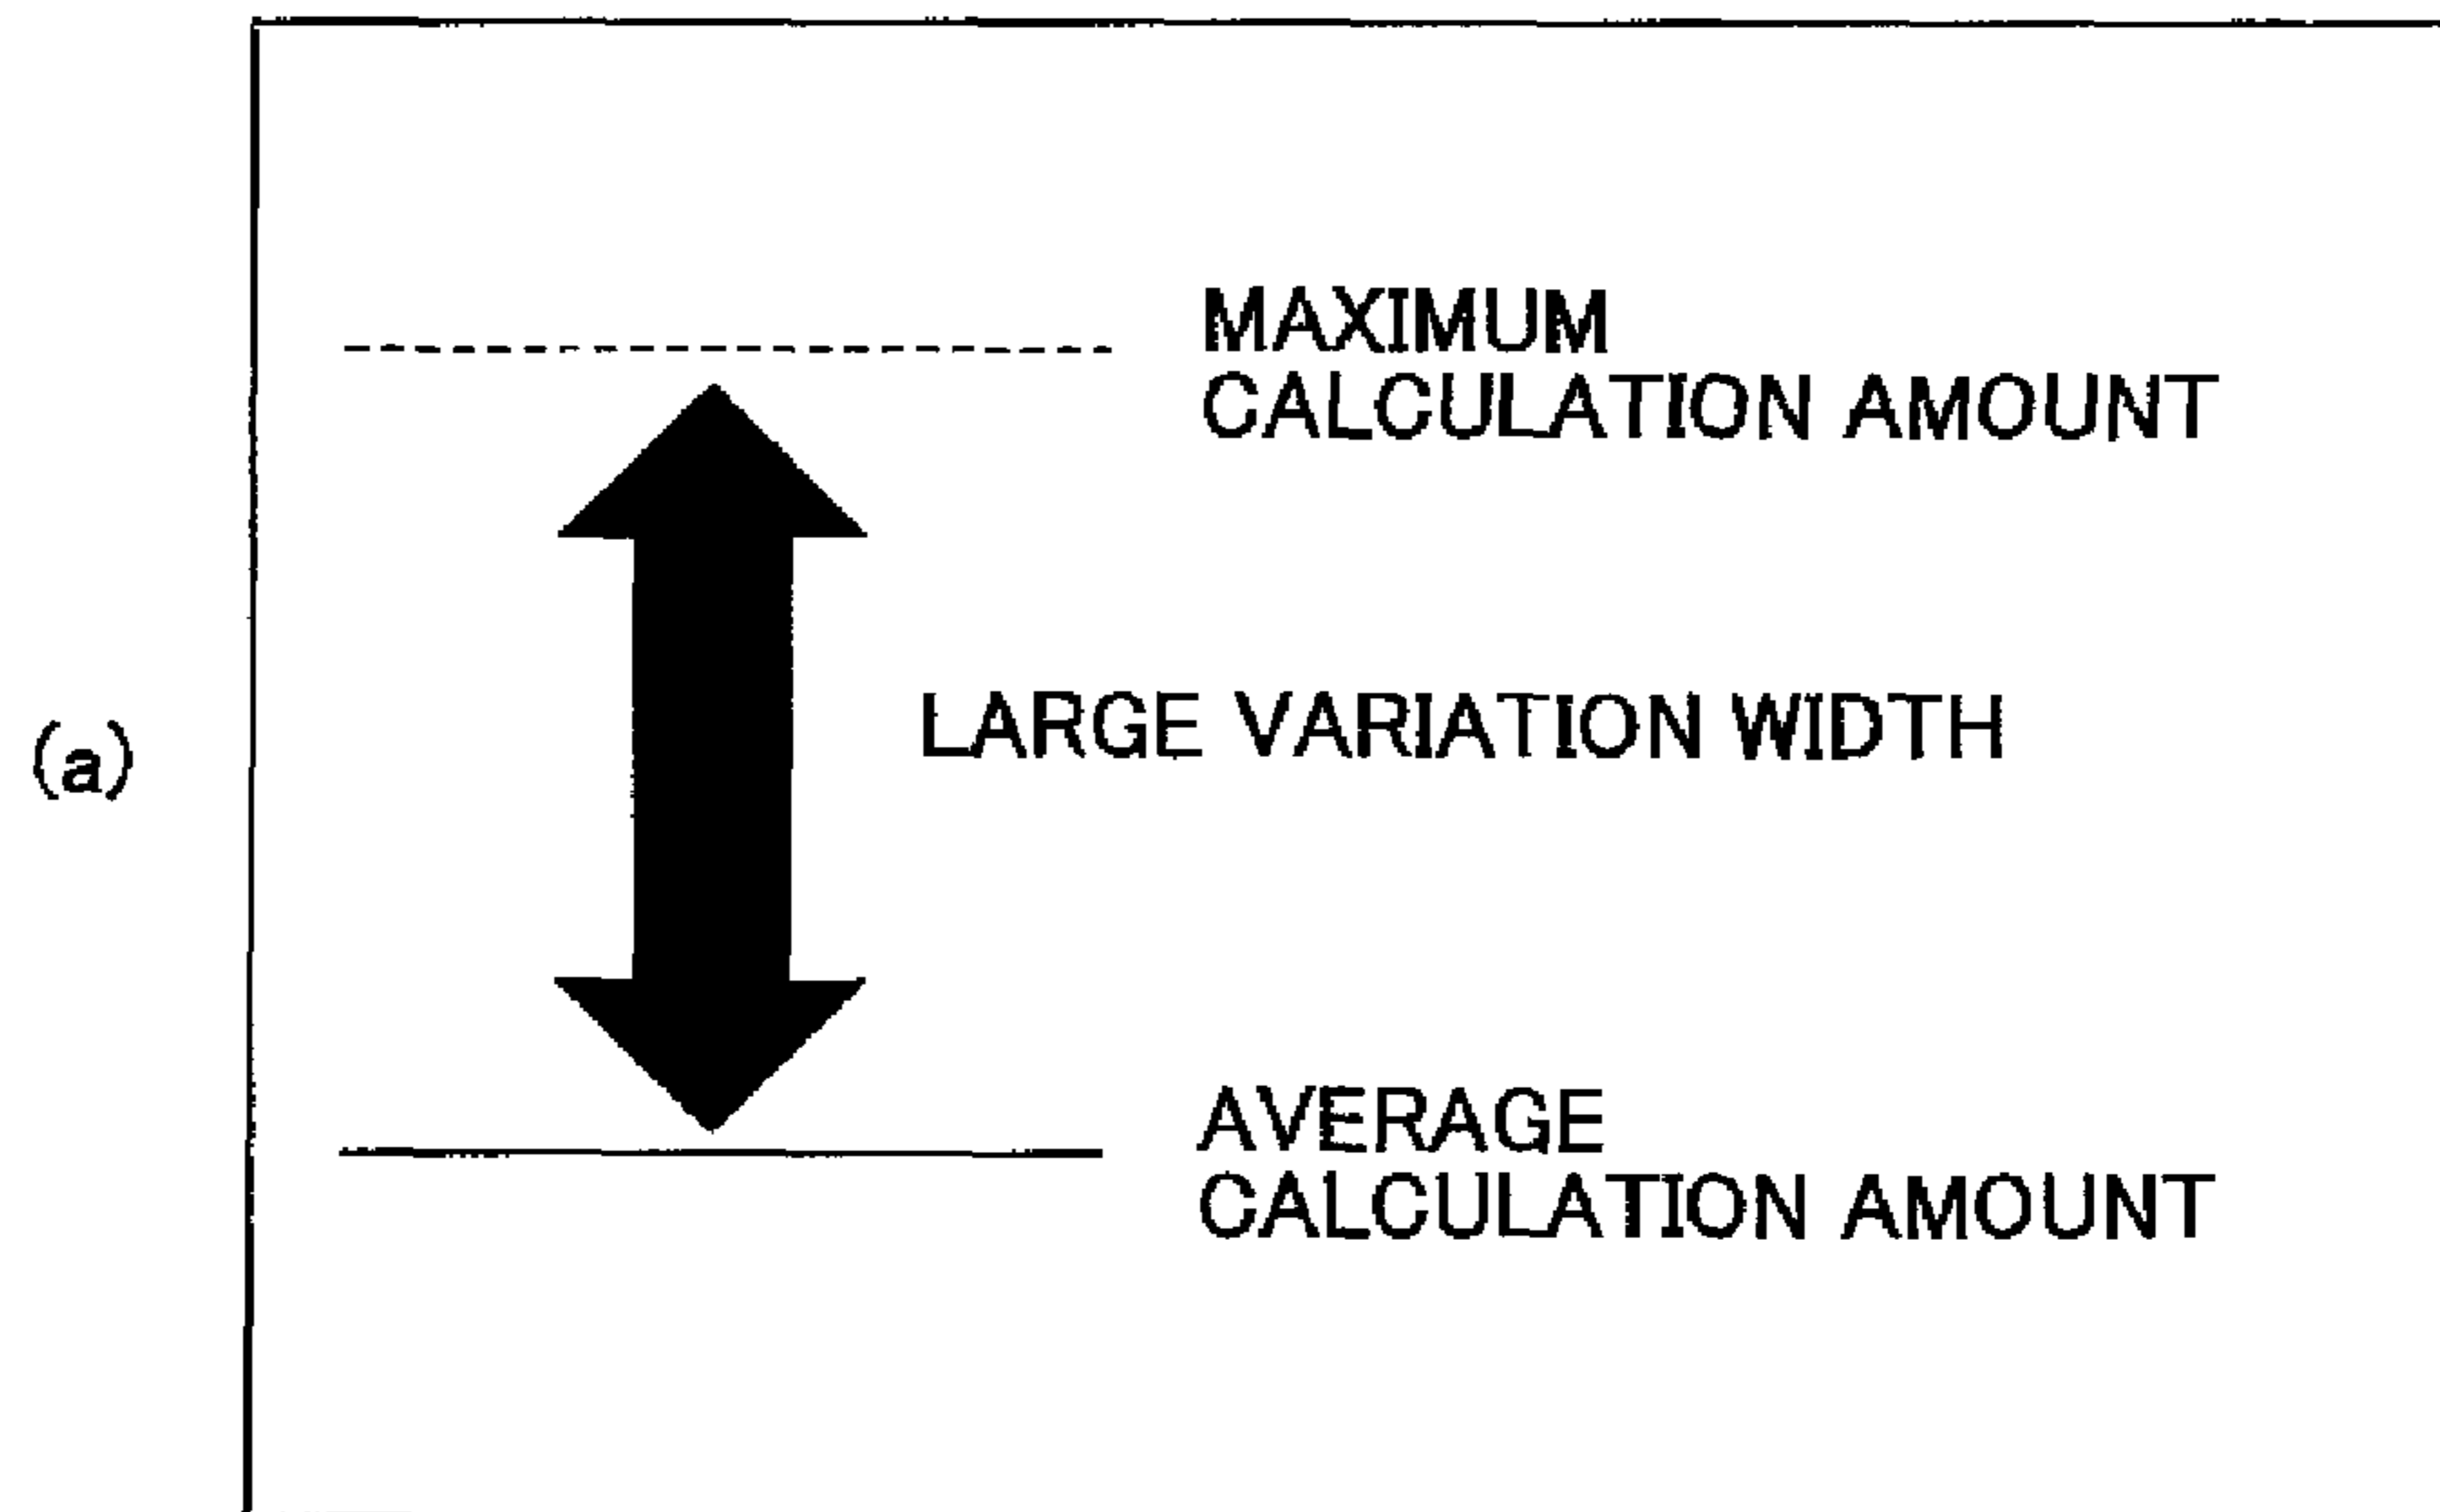 MAXIMUM
CALCULATION AMOUNT
LARGE VARIATION WIDTH
(a)
AVERAGE
CALCULATION AMOUNT